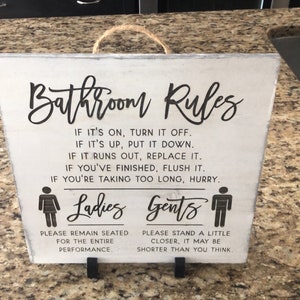 Bathroom Rules
IF IT'S ON, TURN IT OFF.
IF IT'S UP, PUT IT DOWN.
IF IT RUNS OUT, REPLACE IT.
IF YOU'VE FINISHED, FLUSH IT.
IF YOU'RE TAKING TOO LONG, HURRY.
Ladies
PLEASE REMAIN SEATED
FOR THE ENTIRE
PERFORMANCE.
Gents
PLEASE STAND A LITTLE
CLOSER, IT MAY BE
SHORTER THAN YOU THINK.